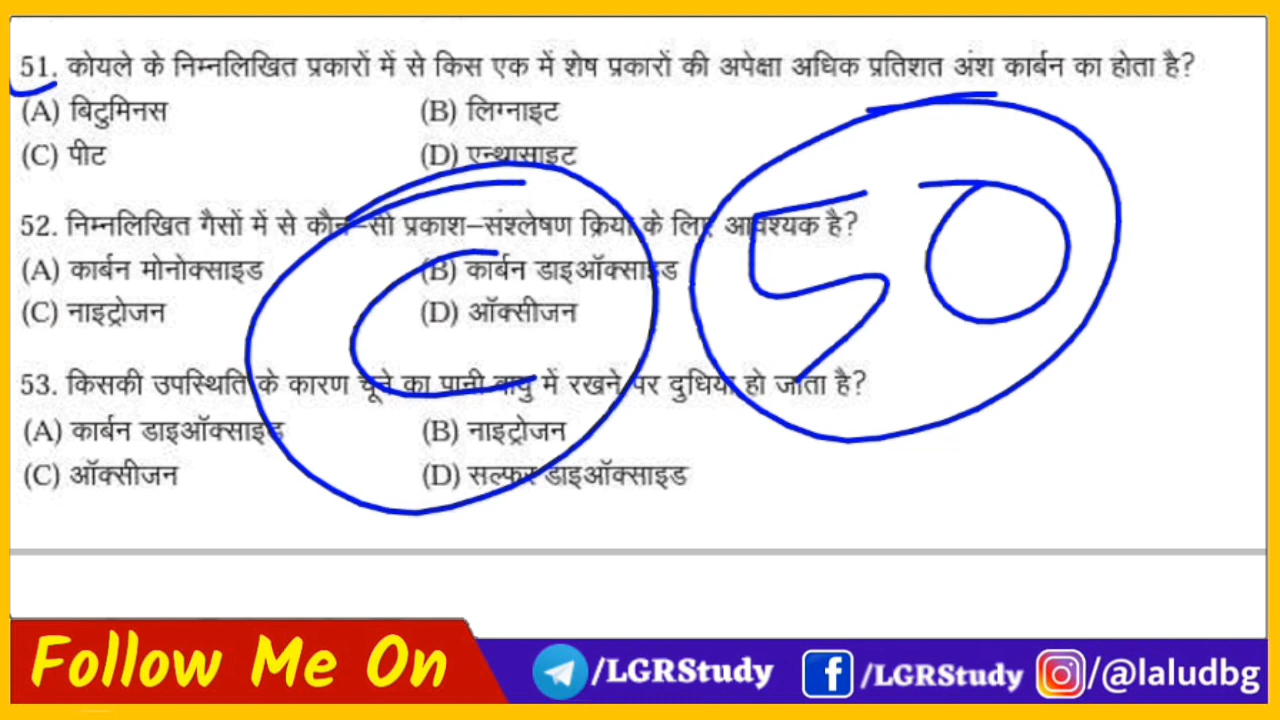 51. कोयले के निम्नलिखित प्रकारों में से किस एक में शेष प्रकारों की अपेक्षा अधिक प्रतिशत अंश कार्बन का होता है?
(A) बिटुमिनस (B) लिग्नाइट
(C) पीट (D) एन्थ्रासाइट
52. निम्नलिखित गैसों में से कौन-सी प्रकाश-संश्लेषण क्रिया के लिए आवश्यक है?
(A) कार्बन मोनोक्साइड (B) कार्बन डाइऑक्साइड
(C) नाइट्रोजन (D) ऑक्सीजन
53. किसकी उपस्थिति के कारण चूने का पानी वायु में रखने पर दुधिया हो जाता है?
(A) कार्बन डाइऑक्साइड (B) नाइट्रोजन
(C) ऑक्सीजन (D) सल्फर डाइऑक्साइड
C 50
Follow Me On /LGRStudy /LGRStudy /@laludbg